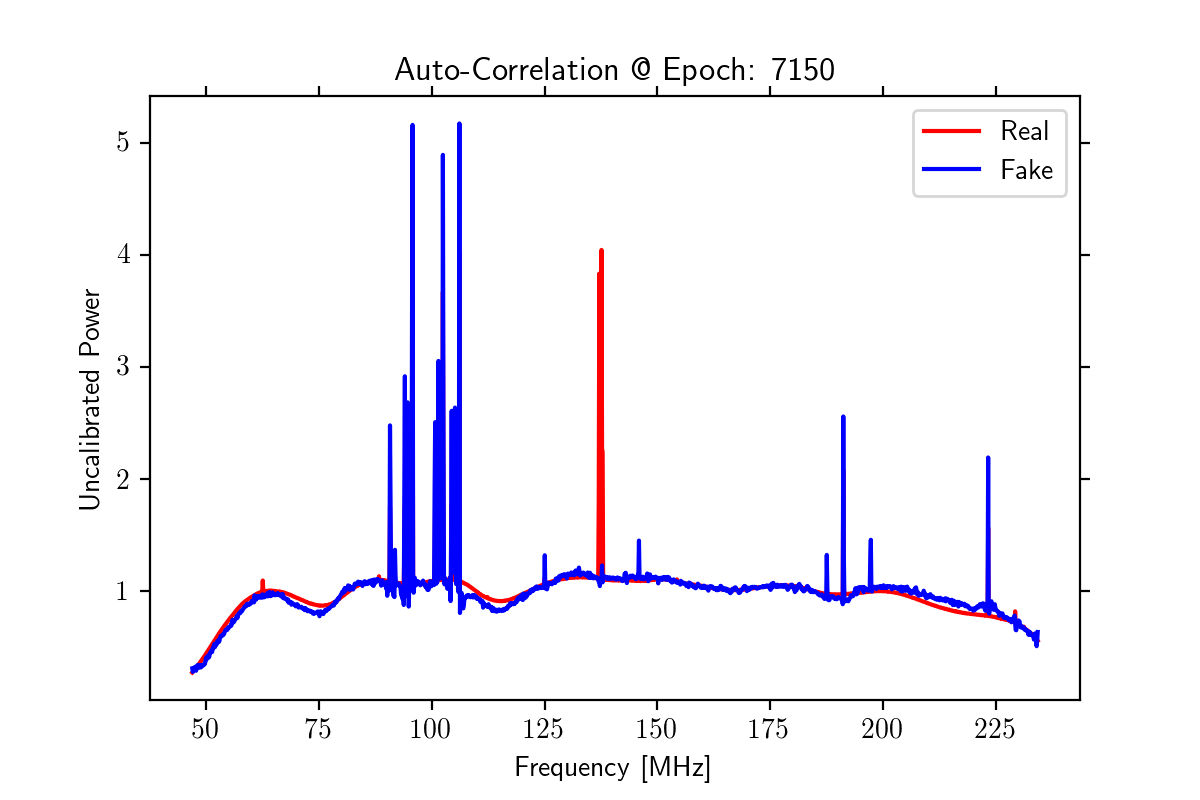 Auto-Correlation @ Epoch: 7150
Real
Fake
5
4
3
2
1
Uncalibrated Power
50 75 100 125 150 175 200 225
Frequency [MHz]